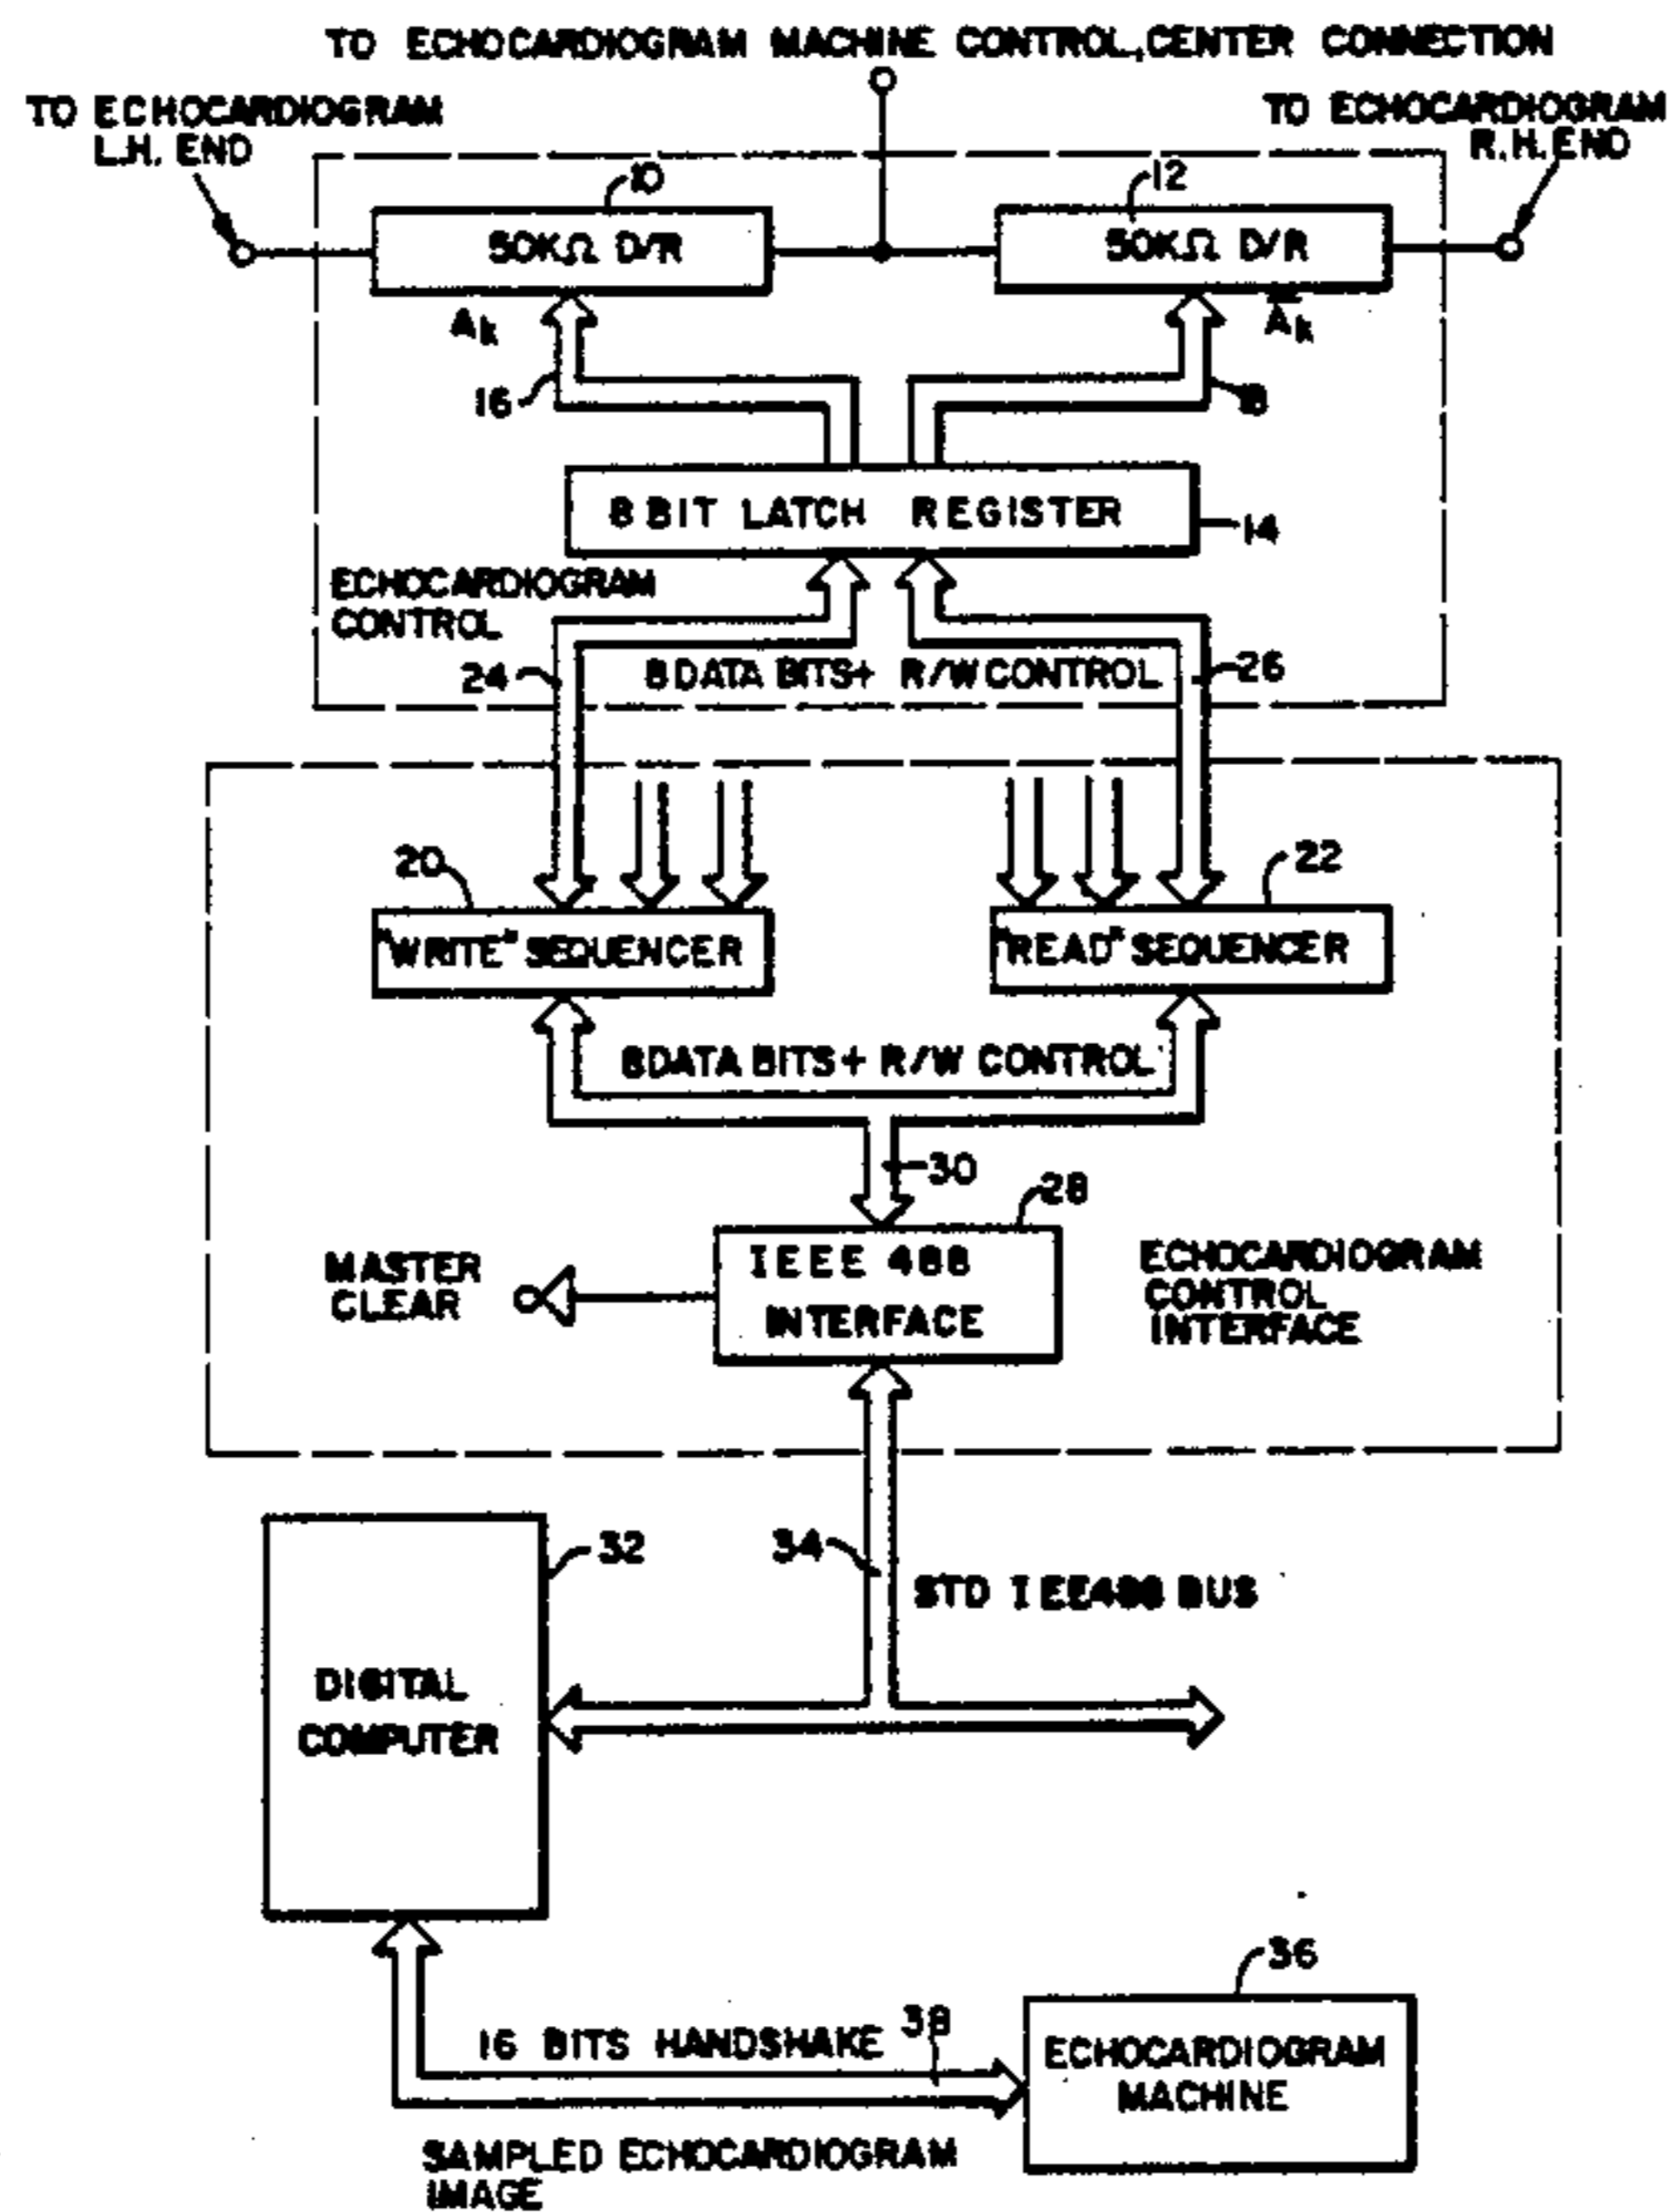 TO ECHOCARDIOGRAM MACHINE CONTROL, CENTER CONNECTION
TO ECHOCARDIOGRAM
L.H. END
TO ECHOCARDIOGRAM
R.H. END
10
12
50KΩ D/R
50KΩ D/R
Ak
A̅k
16
18
8 BIT LATCH REGISTER
14
ECHOCARDIOGRAM
CONTROL
24
8 DATA BITS + R/W CONTROL
26
20
22
"WRITE" SEQUENCER
"READ" SEQUENCER
8 DATA BITS + R/W CONTROL
30
28
MASTER
CLEAR
IEEE 488
INTERFACE
ECHOCARDIOGRAM
CONTROL
INTERFACE
32
34
STD IEEE488 BUS
DIGITAL
COMPUTER
36
16 BITS HANDSHAKE
38
ECHOCARDIOGRAM
MACHINE
SAMPLED ECHOCARDIOGRAM
IMAGE